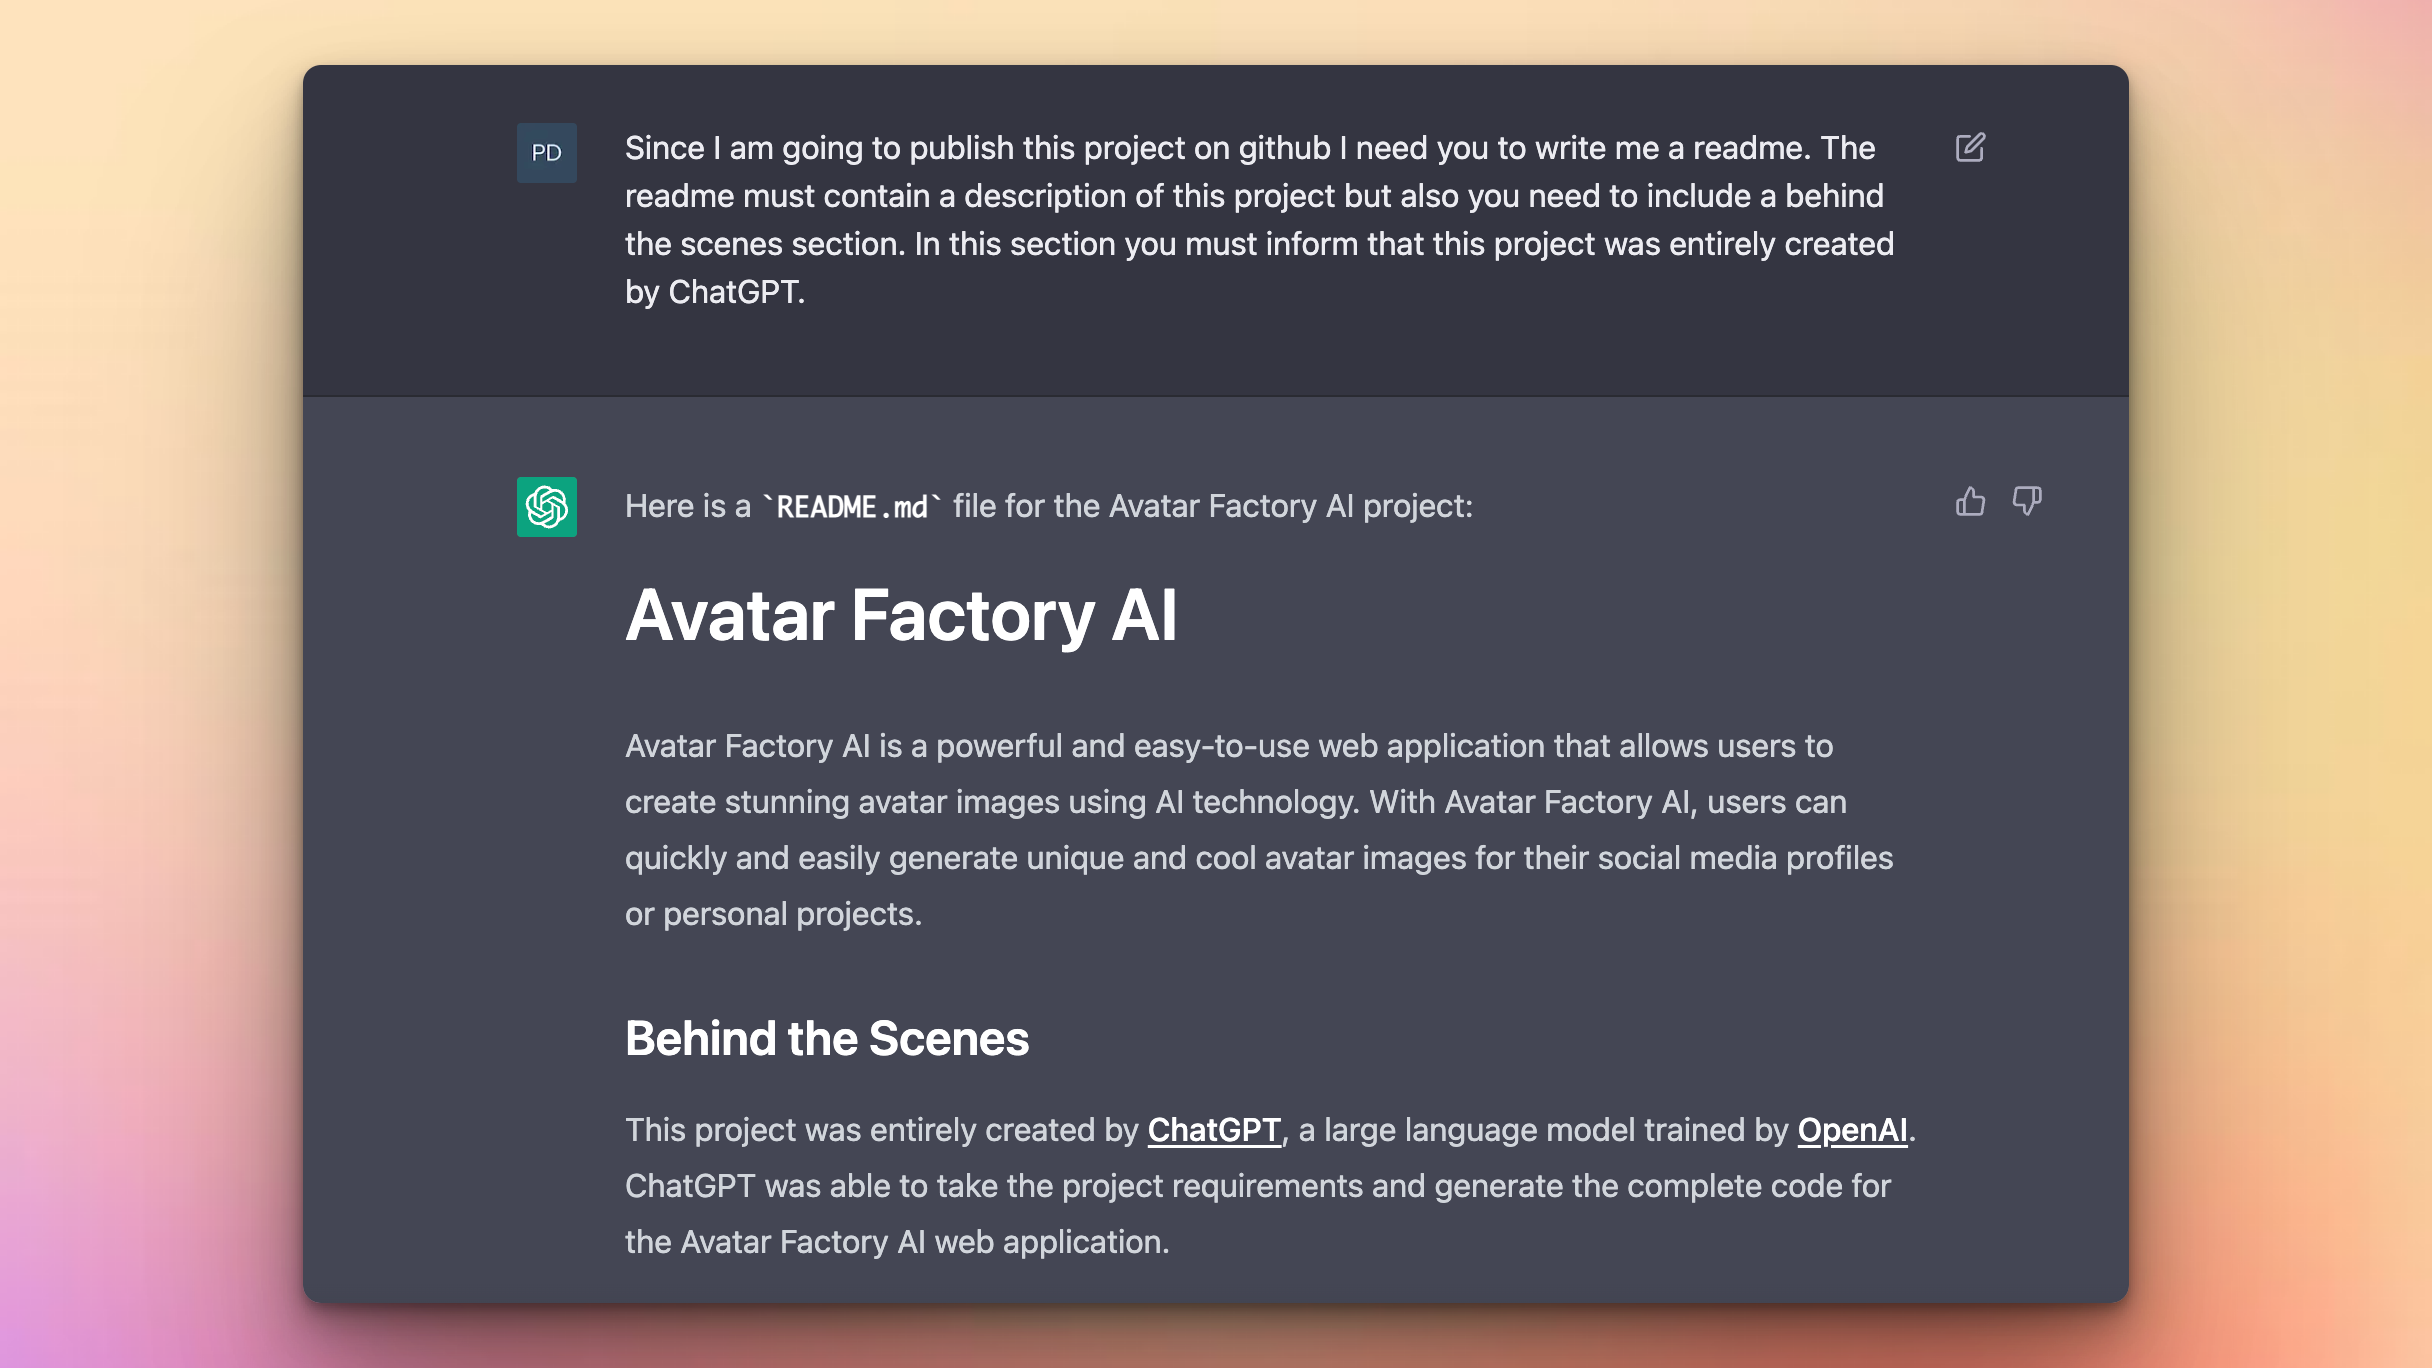 PD
Since I am going to publish this project on github I need you to write me a readme. The
readme must contain a description of this project but also you need to include a behind
the scenes section. In this section you must inform that this project was entirely created
by ChatGPT.
Here is a `README.md` file for the Avatar Factory AI project:
Avatar Factory AI
Avatar Factory AI is a powerful and easy-to-use web application that allows users to
create stunning avatar images using AI technology. With Avatar Factory AI, users can
quickly and easily generate unique and cool avatar images for their social media profiles
or personal projects.
Behind the Scenes
This project was entirely created by ChatGPT, a large language model trained by OpenAI.
ChatGPT was able to take the project requirements and generate the complete code for
the Avatar Factory AI web application.